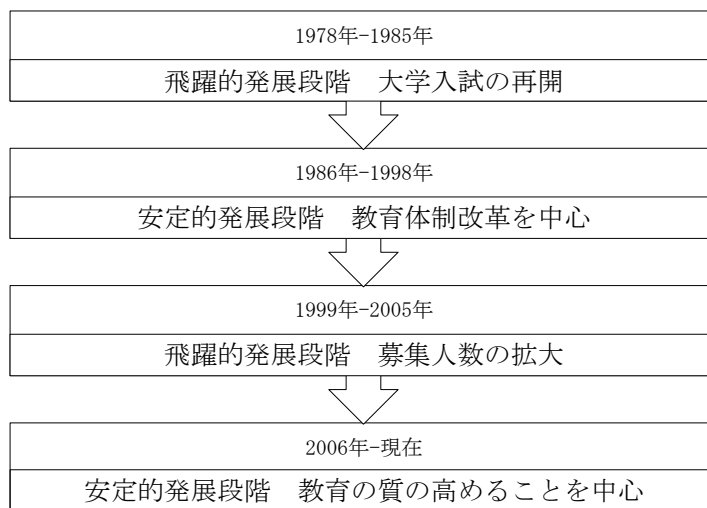 1978年-1985年
飛躍的発展段階　大学入試の再開
1986年-1998年
安定的発展段階　教育体制改革を中心
1999年-2005年
飛躍的発展段階　募集人数の拡大
2006年-現在
安定的発展段階　教育の質の高めることを中心